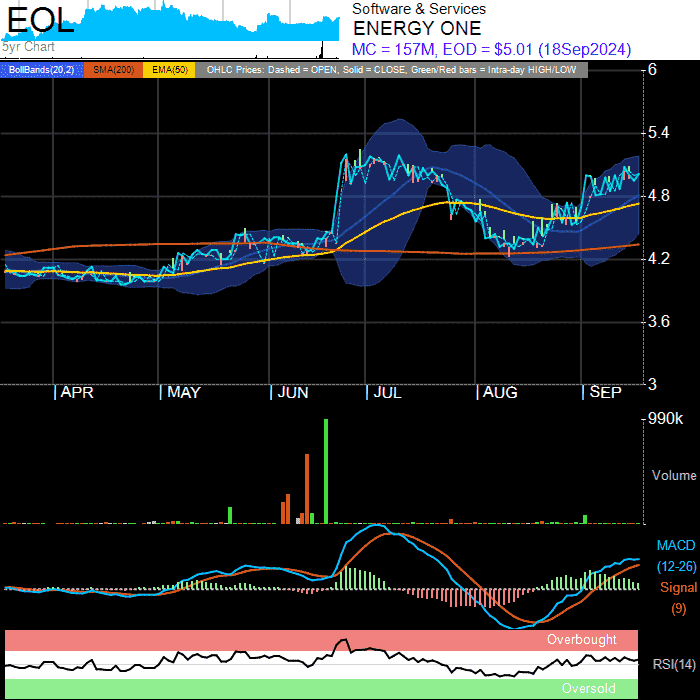 EOL
5yr Chart
Software & Services
ENERGY ONE
MC = 157M, EOD = $5.01 (18Sep2024)
BollBands(20,2) SMA(200) EMA(50) OHLC Prices: Dashed = OPEN, Solid = CLOSE, Green/Red bars = Intra-day HIGH/LOW
6
5.4
4.8
4.2
3.6
3
APR MAY JUN JUL AUG SEP
990k
Volume
MACD
(12-26)
Signal
(9)
Overbought
RSI(14)
Oversold